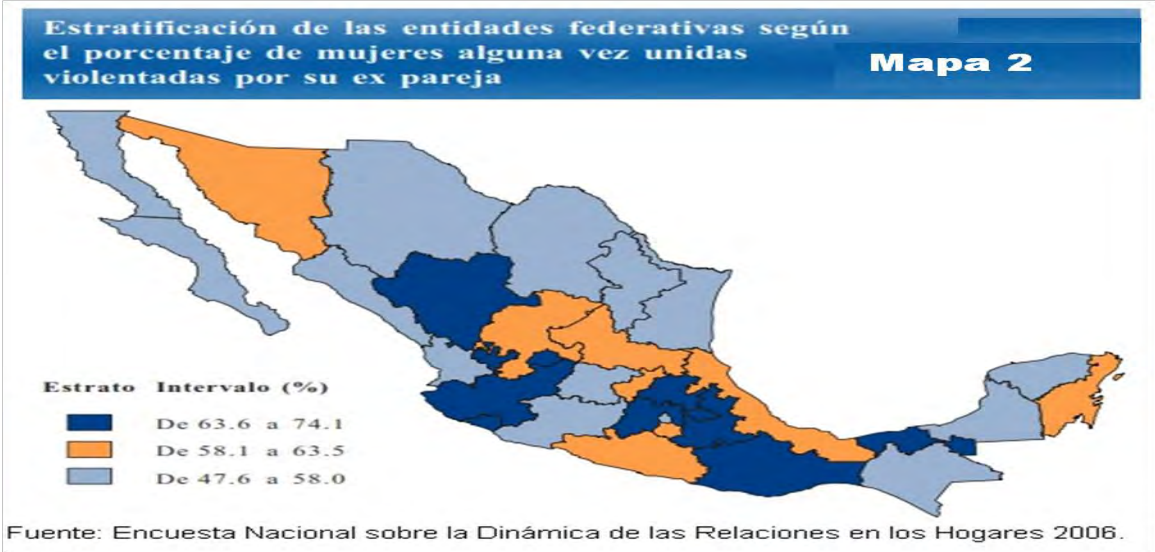 Estratificación de las entidades federativas según
el porcentaje de mujeres alguna vez unidas
violentadas por su ex pareja
Mapa 2
Estrato Intervalo (%)
De 63.6 a 74.1
De 58.1 a 63.5
De 47.6 a 58.0
Fuente: Encuesta Nacional sobre la Dinámica de las Relaciones en los Hogares 2006.